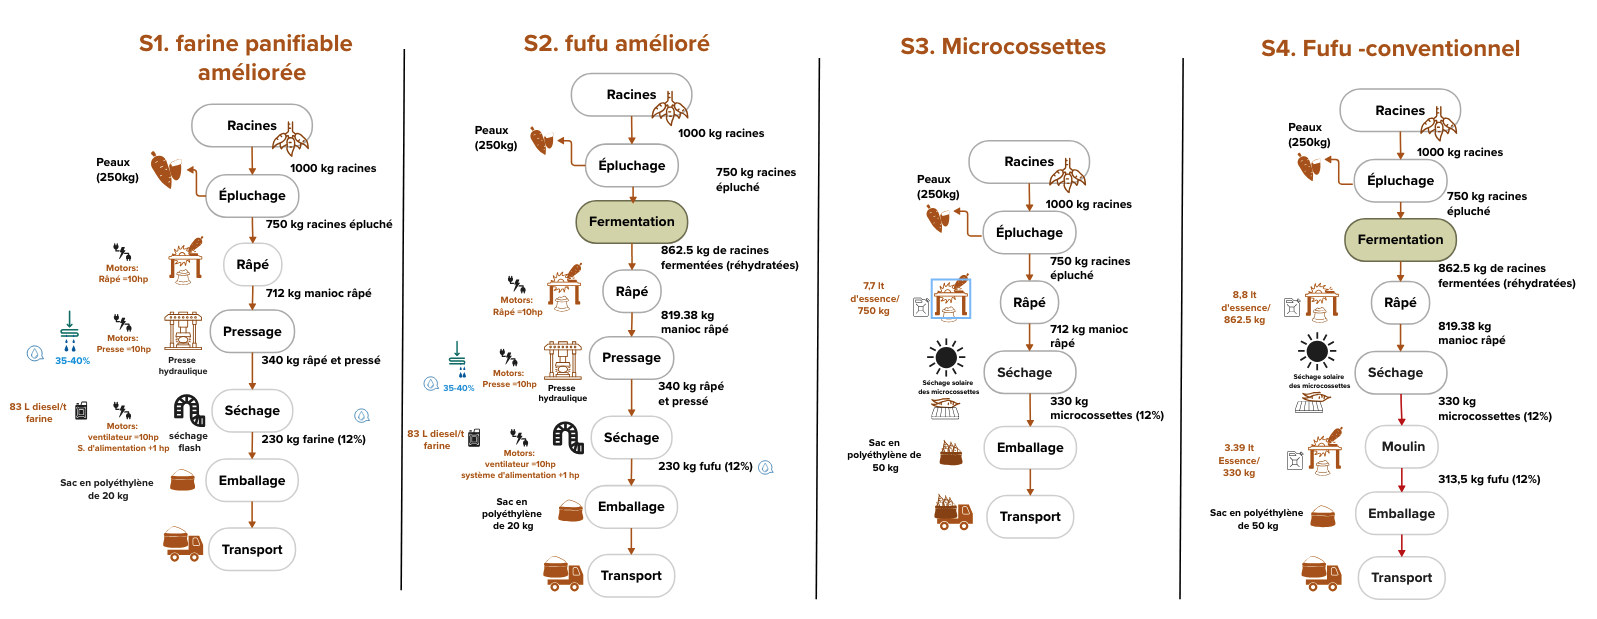 S1. farine panifiable
améliorée
Racines
1000 kg racines
Peaux
(250kg)
Épluchage
750 kg racines épluché
Motors:
Râpé =10hp
Râpé
712 kg manioc râpé
35-40%
Motors:
Presse =10hp
Presse
hydraulique
Pressage
340 kg râpé et pressé
83 L diesel/t
farine
Motors:
ventilateur =10hp
S. d'alimentation +1 hp
séchage
flash
Séchage
230 kg farine (12%)
Sac en polyéthylène
de 20 kg
Emballage
Transport
S2. fufu amélioré
Racines
1000 kg racines
Peaux
(250kg)
Épluchage
750 kg racines
épluché
Fermentation
862.5 kg de racines
fermentées (réhydratées)
Motors:
Râpé =10hp
Râpé
819.38 kg
manioc râpé
35-40%
Motors:
Presse =10hp
Presse
hydraulique
Pressage
340 kg râpé
et pressé
83 L diesel/t
farine
Motors:
ventilateur =10hp
système d'alimentation +1 hp
Séchage
230 kg fufu (12%)
Sac en
polyéthylène
de 20 kg
Emballage
Transport
S3. Microcossettes
Racines
1000 kg racines
Peaux
(250kg)
Épluchage
750 kg racines
épluché
7,7 lt
d'essence/
750 kg
Râpé
712 kg manioc
râpé
Séchage solaire
des microcossettes
Séchage
330 kg
microcossettes (12%)
Sac en
polyéthylène de
50 kg
Emballage
Transport
S4. Fufu -conventionnel
Racines
1000 kg racines
Peaux
(250kg)
Épluchage
750 kg racines
épluché
Fermentation
862.5 kg de racines
fermentées (réhydratées)
8,8 lt
d'essence/
862.5 kg
Râpé
819.38 kg
manioc râpé
Séchage solaire
des microcossettes
Séchage
330 kg
microcossettes (12%)
3.39 lt
Essence/
330 kg
Moulin
313,5 kg fufu (12%)
Sac en polyéthylène
de 50 kg
Emballage
Transport